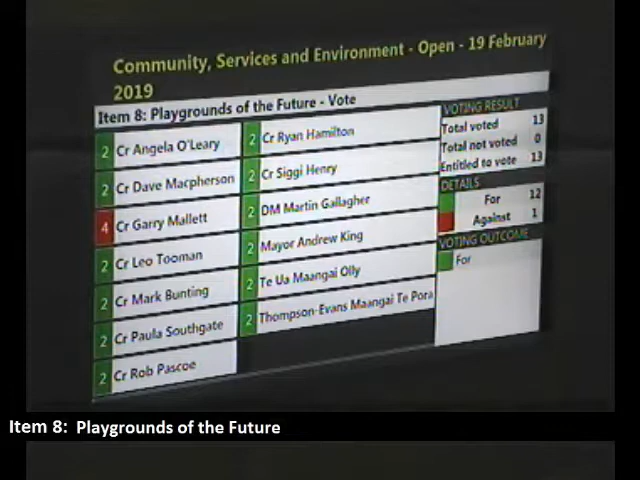 Community, Services and Environment - Open - 19 February
2019
Item 8: Playgrounds of the Future - Vote
2 Cr Angela O'Leary
2 Cr Dave Macpherson
4 Cr Garry Mallett
2 Cr Leo Tooman
2 Cr Mark Bunting
2 Cr Paula Southgate
2 Cr Rob Pascoe
2 Cr Ryan Hamilton
2 Cr Siggi Henry
2 DM Martin Gallagher
2 Mayor Andrew King
2 Te Ua Maangai Olly
2 Thompson-Evans Maangai Te Pora
VOTING RESULT
Total voted 13
Total not voted 0
Entitled to vote 13
DETAILS
For 12
Against 1
VOTING OUTCOME
For
Item 8: Playgrounds of the Future